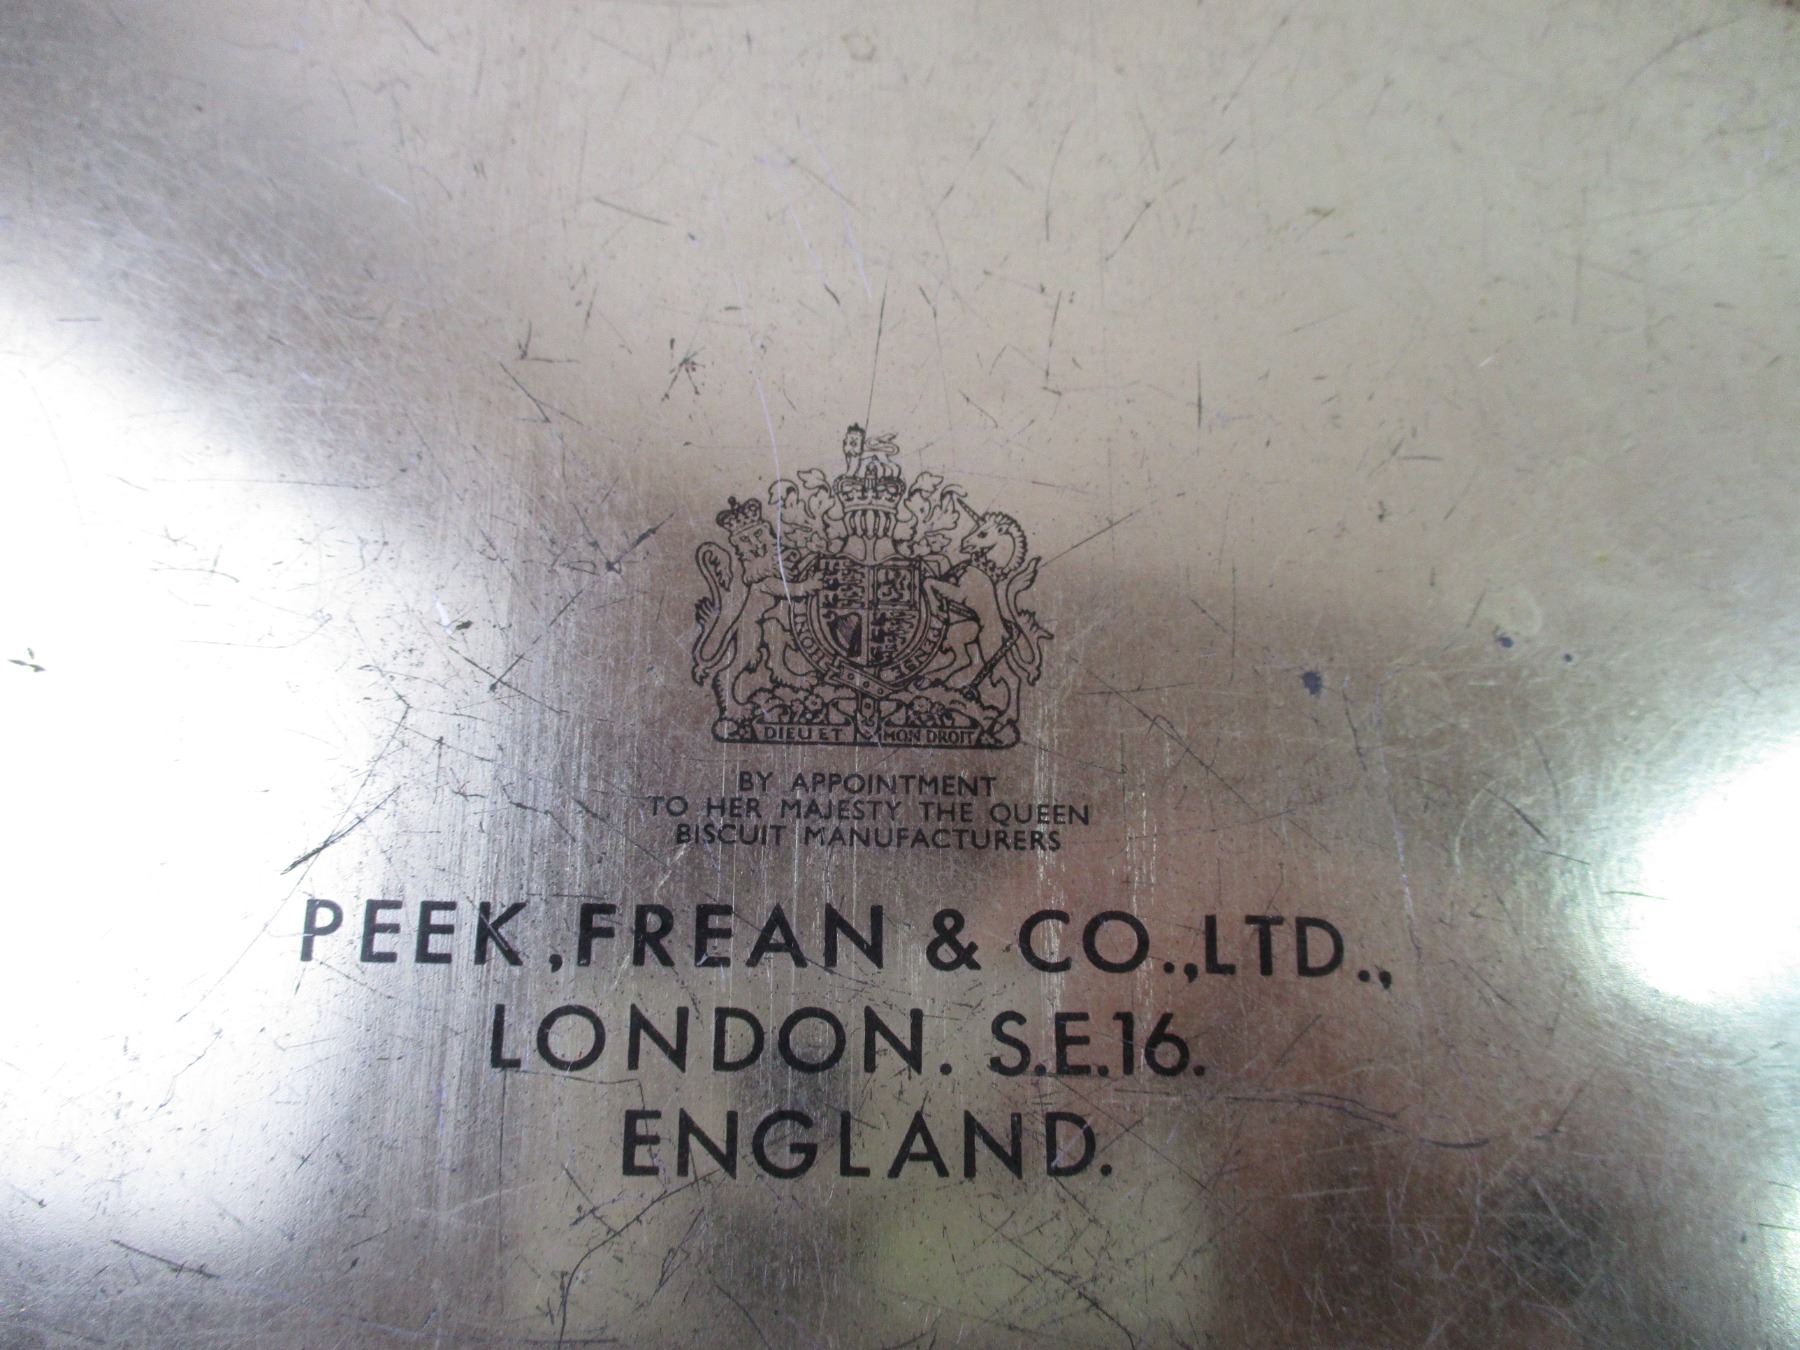 DIEU ET MON DROIT
BY APPOINTMENT
TO HER MAJESTY THE QUEEN
BISCUIT MANUFACTURERS
PEEK, FREAN & CO., LTD.,
LONDON. S.E.16.
ENGLAND.